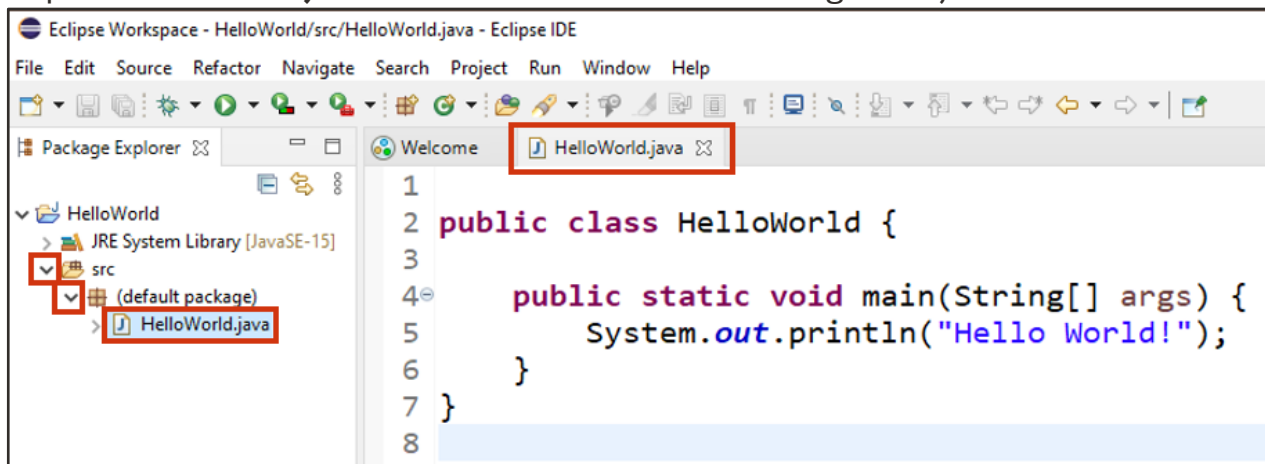 Eclipse Workspace - HelloWorld/src/HelloWorld.java - Eclipse IDE
File Edit Source Refactor Navigate Search Project Run Window Help
Package Explorer
Welcome
HelloWorld.java
HelloWorld
JRE System Library [JavaSE-15]
src
(default package)
HelloWorld.java
1
2 public class HelloWorld {
3
4 public static void main(String[] args) {
5 System.out.println("Hello World!");
6 }
7 }
8